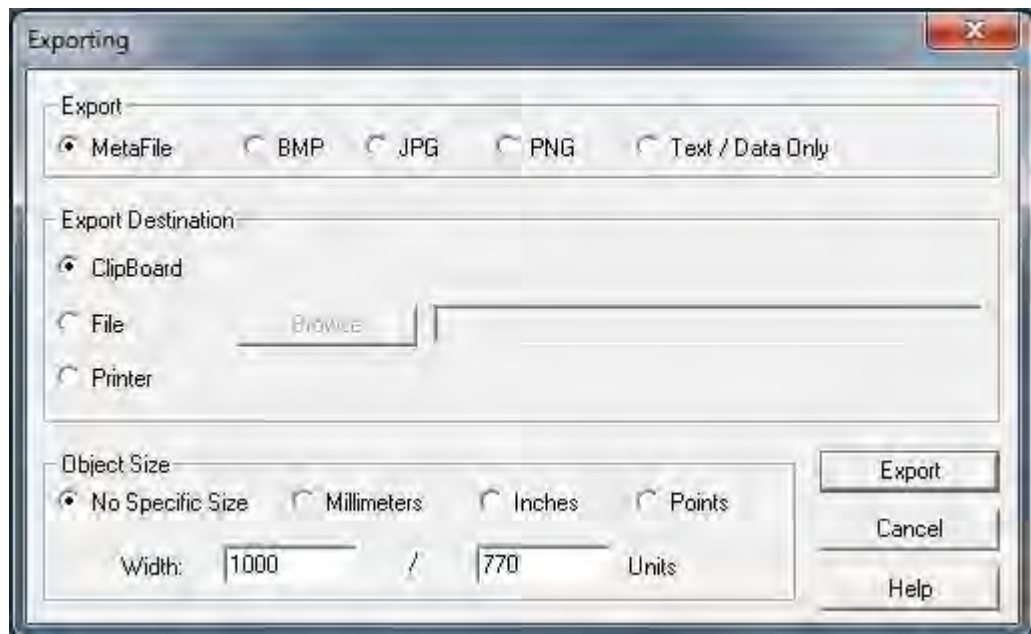 Exporting
Export
MetaFile BMP JPG PNG Text / Data Only
Export Destination
ClipBoard
File Browse
Printer
Object Size
No Specific Size Millimeters Inches Points
Width: 1000 / 770 Units
Export
Cancel
Help